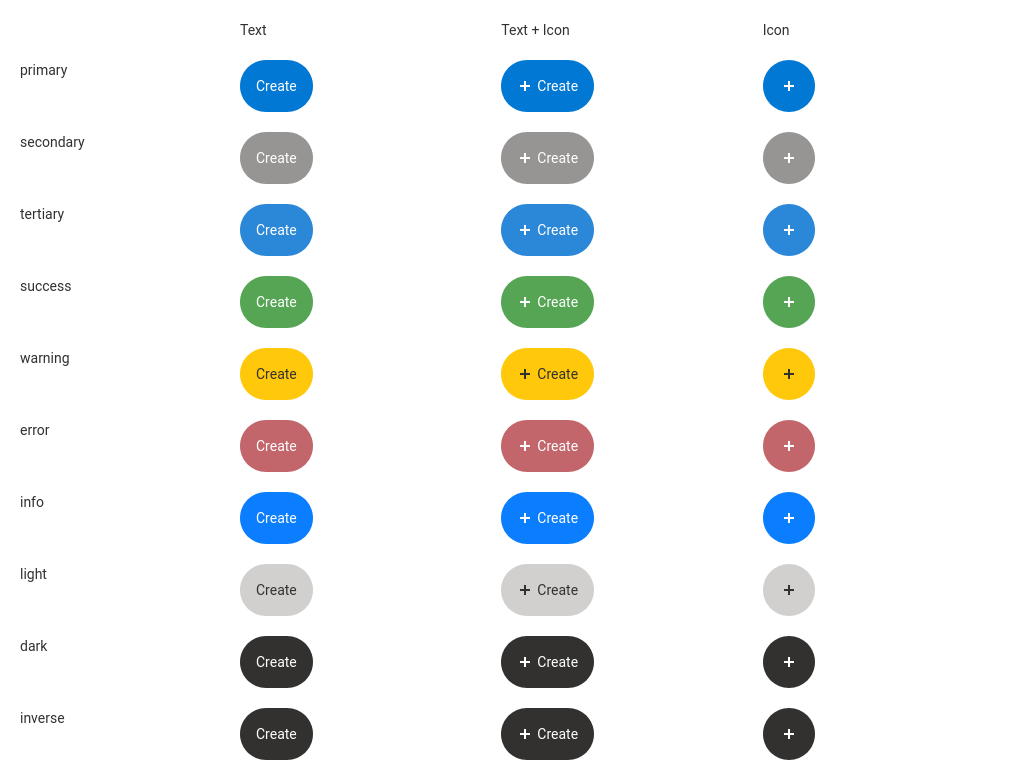 Text Text + Icon Icon
primary Create + Create +
secondary Create + Create +
tertiary Create + Create +
success Create + Create +
warning Create + Create +
error Create + Create +
info Create + Create +
light Create + Create +
dark Create + Create +
inverse Create + Create +